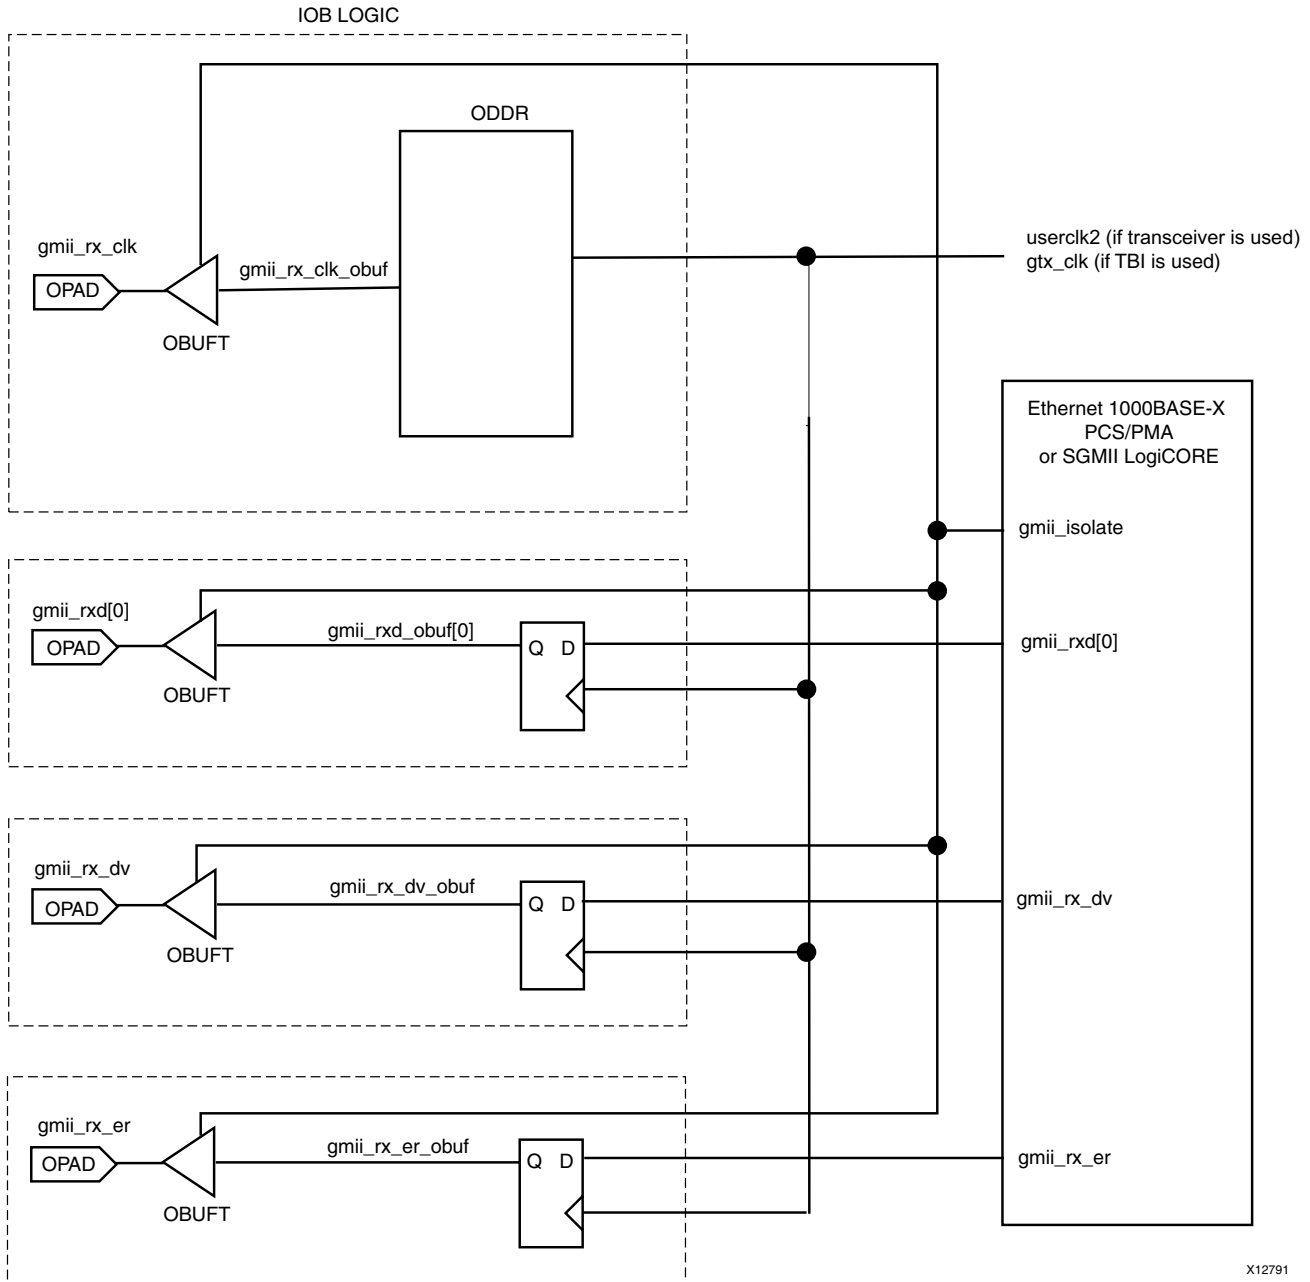 IOB LOGIC
ODDR
gmii_rx_clk
OPAD
OBUFT
gmii_rx_clk_obuf
userclk2 (if transceiver is used)
gtx_clk (if TBI is used)
Ethernet 1000BASE-X
PCS/PMA
or SGMII LogiCORE
gmii_isolate
gmii_rxd[0]
OPAD
OBUFT
gmii_rxd_obuf[0]
Q D
gmii_rxd[0]
gmii_rx_dv
OPAD
OBUFT
gmii_rx_dv_obuf
Q D
gmii_rx_dv
gmii_rx_er
OPAD
OBUFT
gmii_rx_er_obuf
Q D
gmii_rx_er
X12791